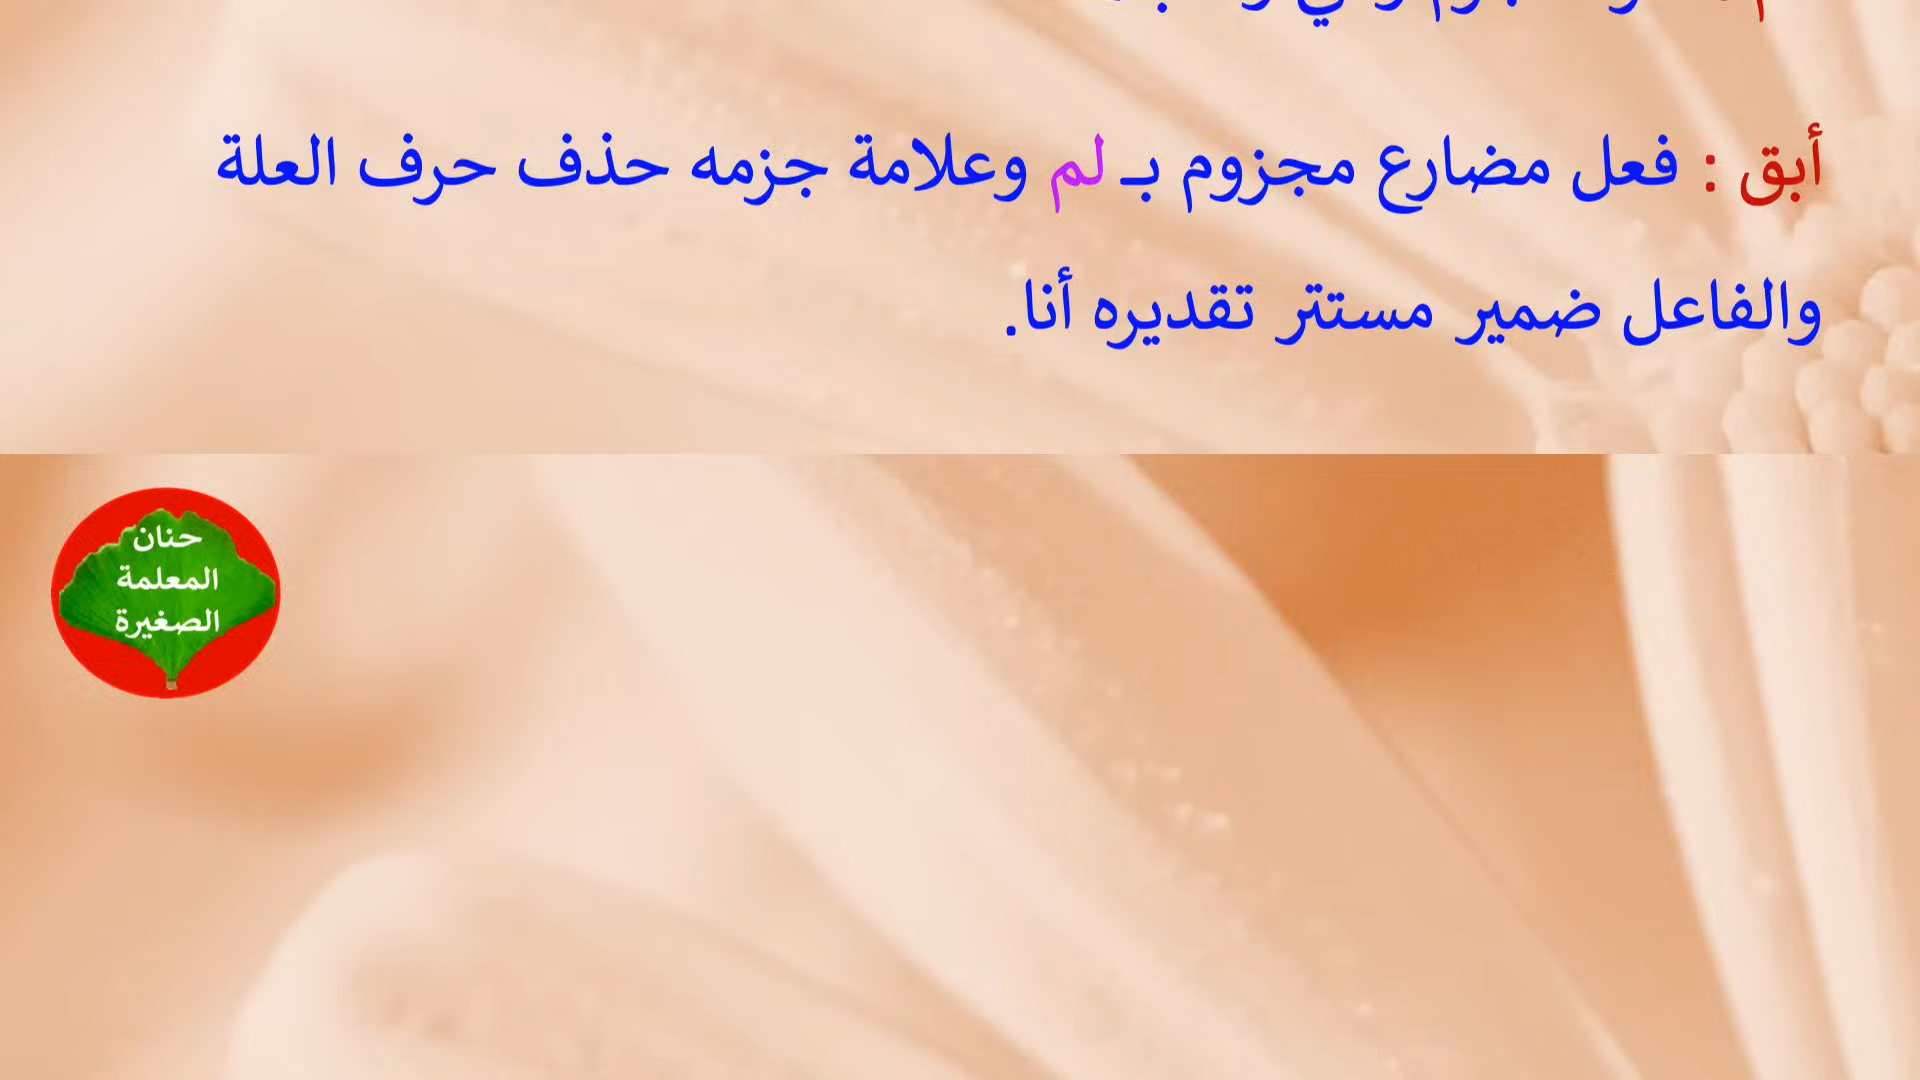 أبق : فعل مضارع مجزوم بـ لم وعلامة جزمه حذف حرف العلة
والفاعل ضمير مستتر تقديره أنا.
حنان
المعلمة
الصغيرة